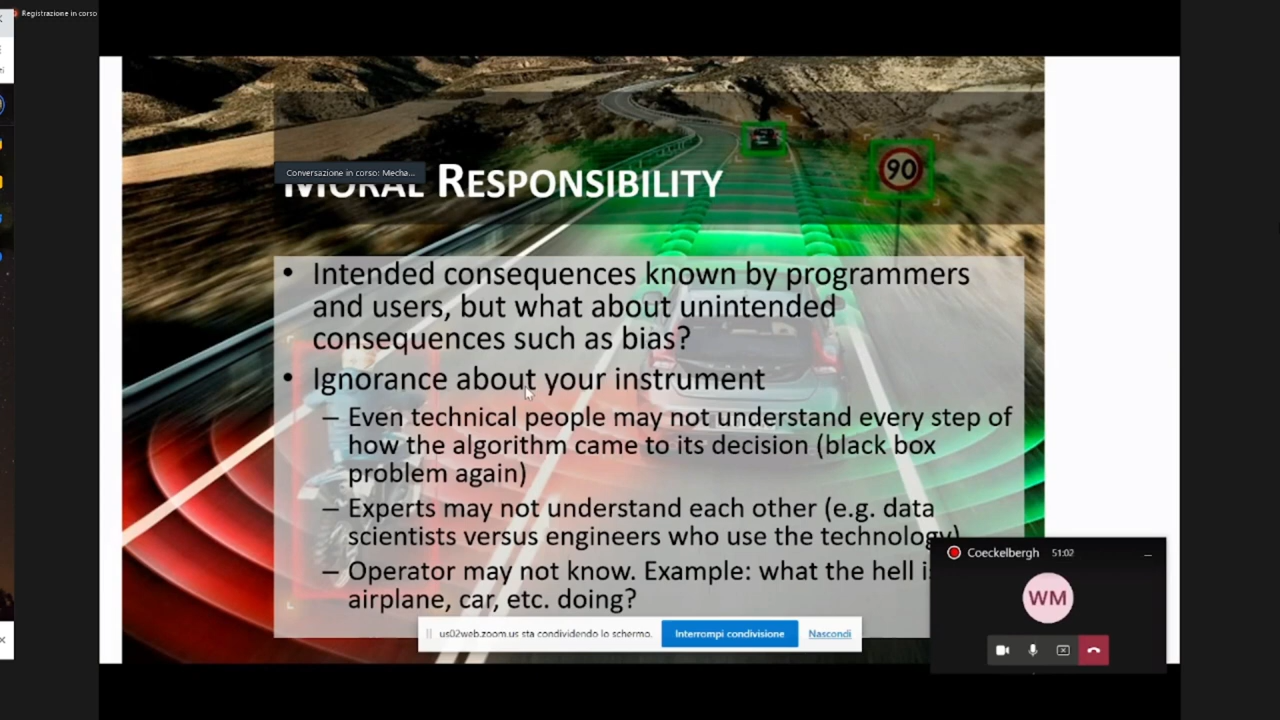 Registrazione in corso
Conversazione in corso: Mecha...
MORAL RESPONSIBILITY
90
• Intended consequences known by programmers
and users, but what about unintended
consequences such as bias?
• Ignorance about your instrument
– Even technical people may not understand every step of
how the algorithm came to its decision (black box
problem again)
– Experts may not understand each other (e.g. data
scientists versus engineers who use the technology)
– Operator may not know. Example: what the hell is
airplane, car, etc. doing?
Coeckelbergh 51:02
WM
us02web.zoom.us sta condividendo lo schermo. Interrompi condivisione Nascondi